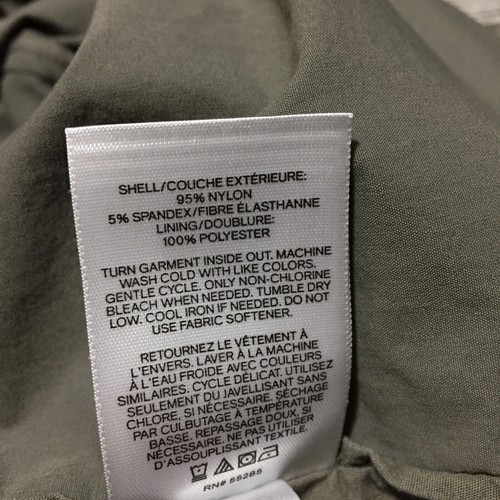 SHELL/COUCHE EXTÉRIEURE:
95% NYLON
5% SPANDEX/FIBRE ÉLASTHANNE
LINING/DOUBLURE:
100% POLYESTER
TURN GARMENT INSIDE OUT. MACHINE
WASH COLD WITH LIKE COLORS.
GENTLE CYCLE. ONLY NON-CHLORINE
BLEACH WHEN NEEDED. TUMBLE DRY
LOW. COOL IRON IF NEEDED. DO NOT
USE FABRIC SOFTENER.
RETOURNEZ LE VÊTEMENT À
L'ENVERS. LAVER À LA MACHINE
À L'EAU FROIDE AVEC COULEURS
SIMILAIRES. CYCLE DÉLICAT. UTILISEZ
SEULEMENT DU JAVELLISANT SANS
CHLORE, SI NÉCESSAIRE. SÉCHAGE
PAR CULBUTAGE À TEMPÉRATURE
BASSE. REPASSAGE DOUX, SI
NÉCESSAIRE. N'UTILISEZ PAS
D'ASSOUPLISSANT TEXTILE.
RN# 55285